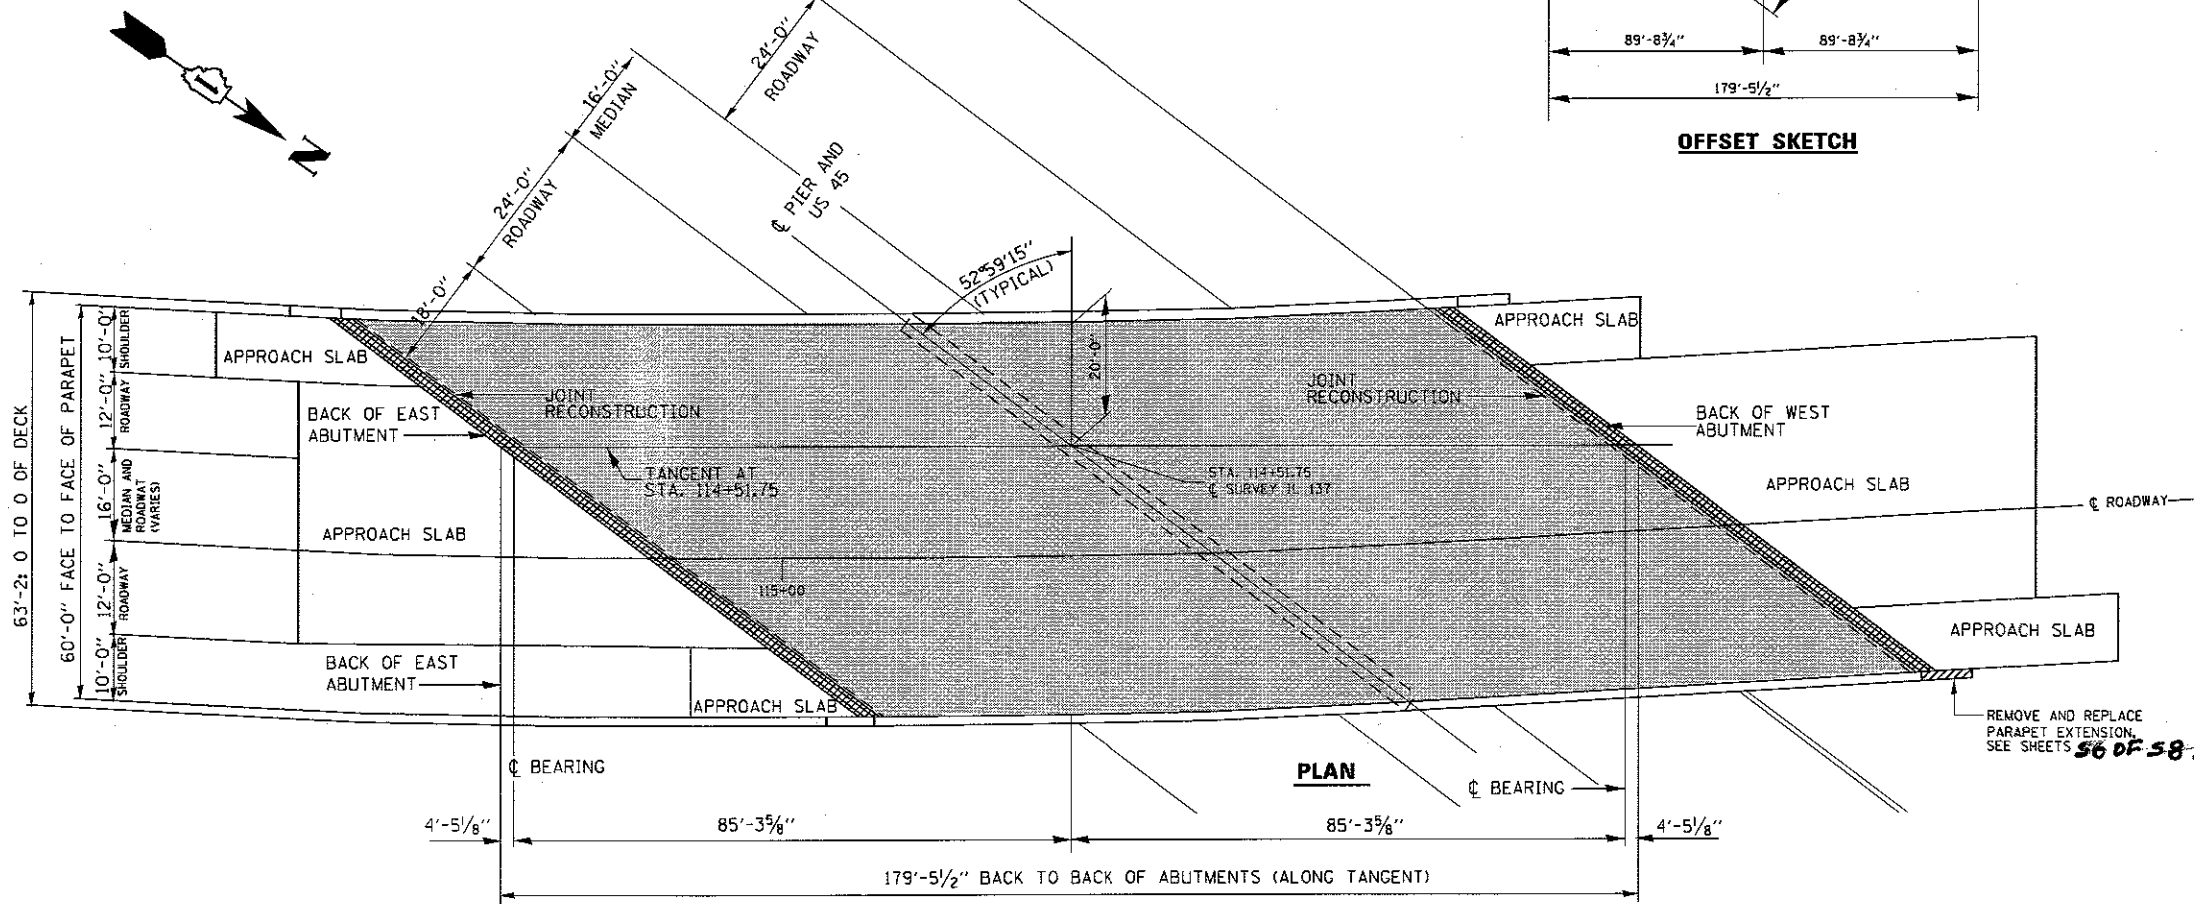 24'-0"
ROADWAY
16'-0"
MEDIAN
24'-0"
ROADWAY
18'-0"
N
89'-8¾"
89'-8¾"
179'-5½"
OFFSET SKETCH
℄ PIER AND
US 45
52°59'15"
(TYPICAL)
20'-0"
63'-2: O TO O OF DECK
60'-0" FACE TO FACE OF PARAPET
10'-0"
SHOULDER
12'-0"
ROADWAY
16'-0"
MEDIAN AND
ROADWAT
(VARIES)
12'-0"
ROADWAY
10'-0"
SHOULDER
APPROACH SLAB
BACK OF EAST
ABUTMENT
JOINT
RECONSTRUCTION
TANGENT AT
STA. 114+51.75
APPROACH SLAB
115+00
BACK OF EAST
ABUTMENT
APPROACH SLAB
STA. 114+51.75
℄ SURVEY IL 137
JOINT
RECONSTRUCTION
APPROACH SLAB
BACK OF WEST
ABUTMENT
APPROACH SLAB
℄ ROADWAY
APPROACH SLAB
REMOVE AND REPLACE
PARAPET EXTENSION,
SEE SHEETS S6 OF S8
℄ BEARING
PLAN
℄ BEARING
4'-5⅛"
85'-3⅝"
85'-3⅝"
4'-5⅛"
179'-5½" BACK TO BACK OF ABUTMENTS (ALONG TANGENT)